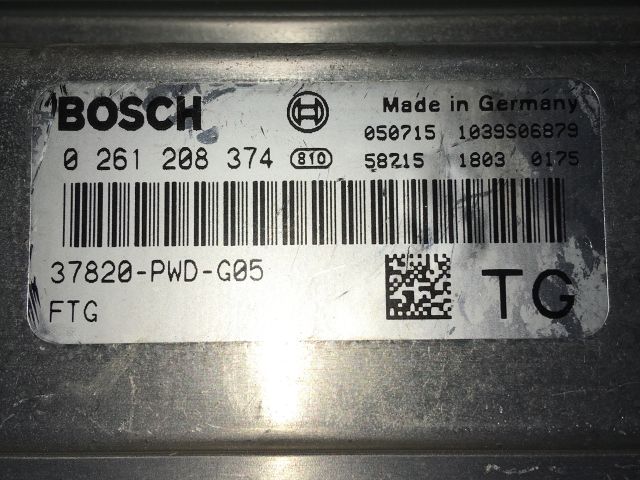 BOSCH
Made in Germany
050715 1039S06879
0 261 208 374 810
58215 1803 0175
37820-PWD-G05
FTG
TG